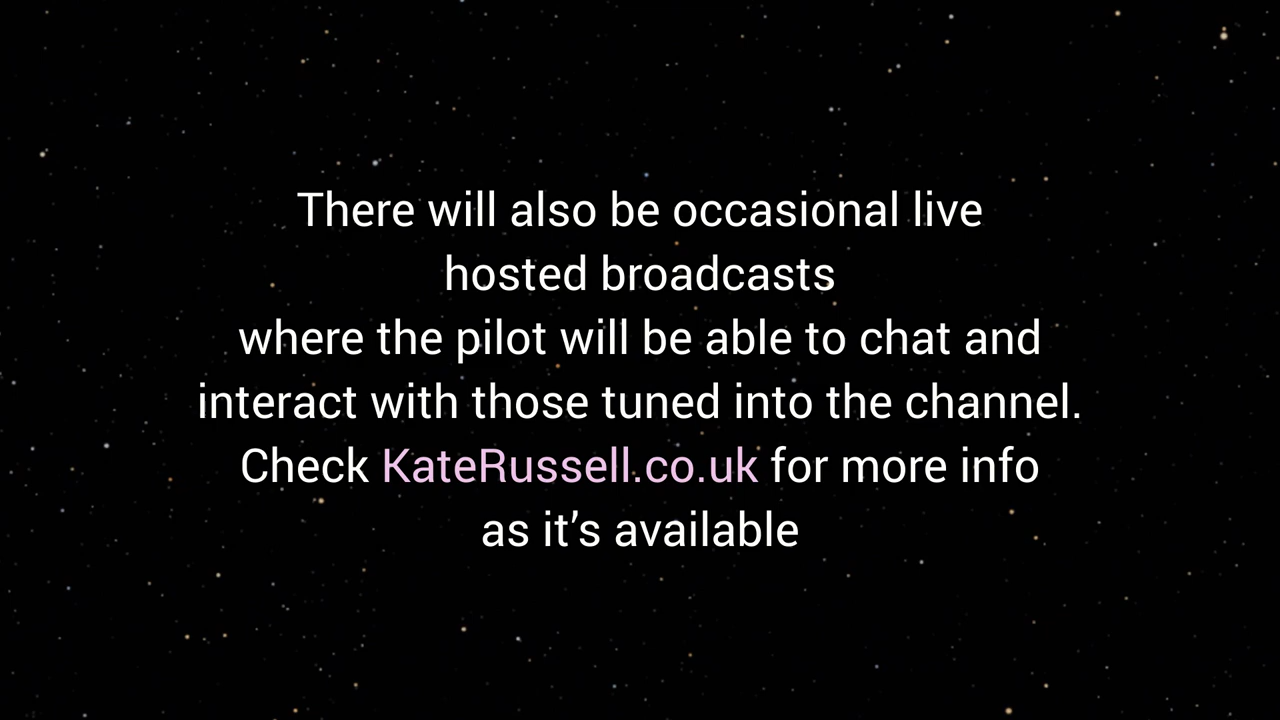 There will also be occasional live
hosted broadcasts
where the pilot will be able to chat and
interact with those tuned into the channel.
Check KateRussell.co.uk for more info
as it’s available